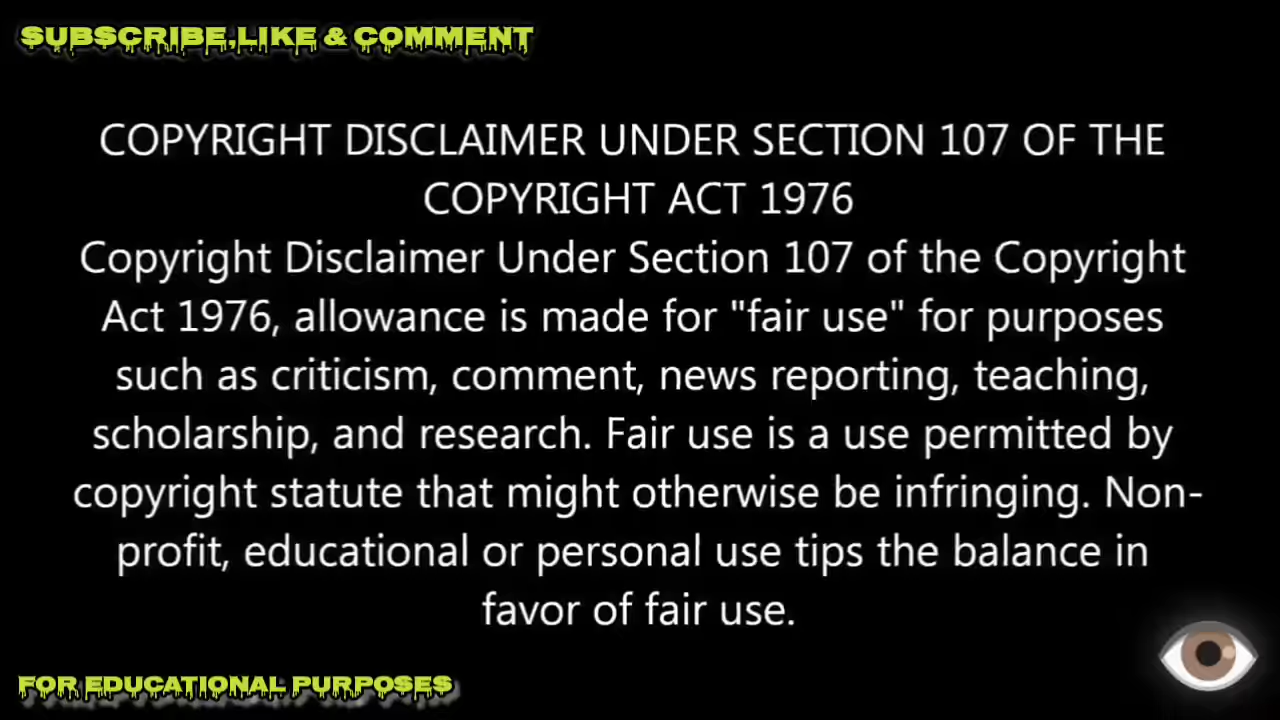 SUBSCRIBE,LIKE & COMMENT
COPYRIGHT DISCLAIMER UNDER SECTION 107 OF THE
COPYRIGHT ACT 1976
Copyright Disclaimer Under Section 107 of the Copyright
Act 1976, allowance is made for "fair use" for purposes
such as criticism, comment, news reporting, teaching,
scholarship, and research. Fair use is a use permitted by
copyright statute that might otherwise be infringing. Non-
profit, educational or personal use tips the balance in
favor of fair use.
FOR EDUCATIONAL PURPOSES